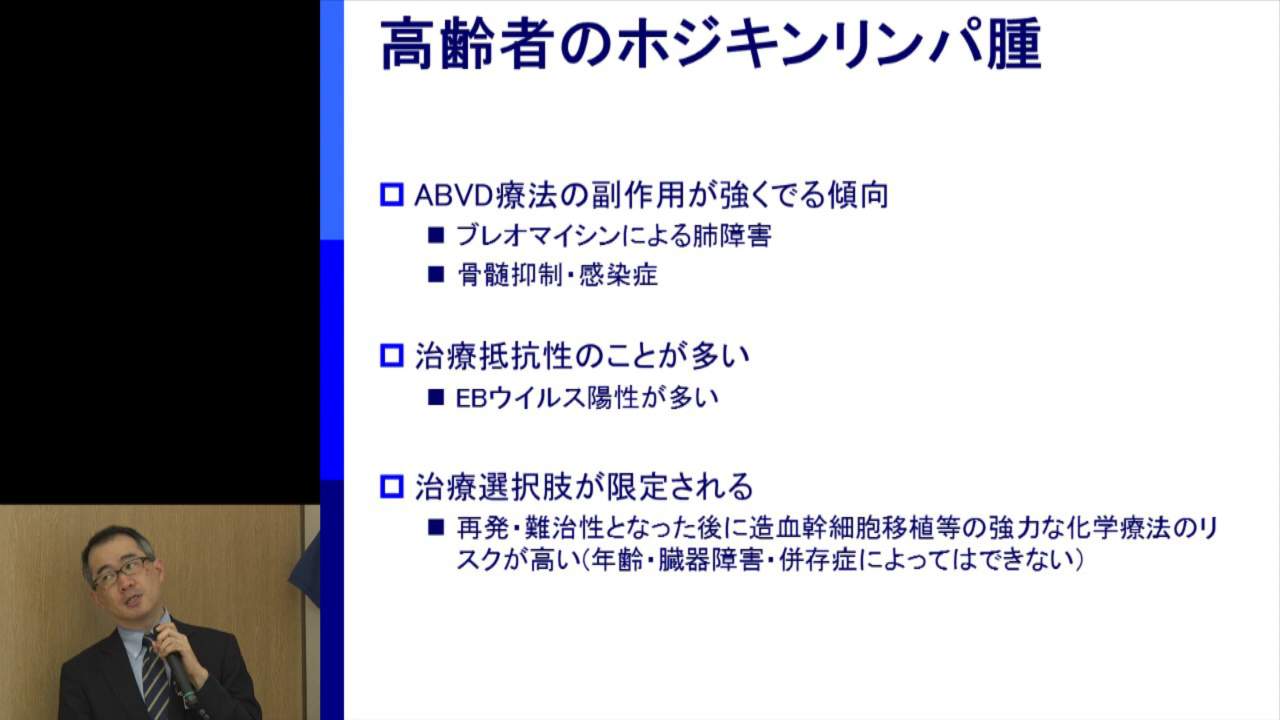 高齢者のホジキンリンパ腫
ABVD療法の副作用が強くでる傾向
ブレオマイシンによる肺障害
骨髄抑制・感染症
治療抵抗性のことが多い
EBウイルス陽性が多い
治療選択肢が限定される
再発・難治性となった後に造血幹細胞移植等の強力な化学療法のリ
スクが高い(年齢・臓器障害・併存症によってはできない)